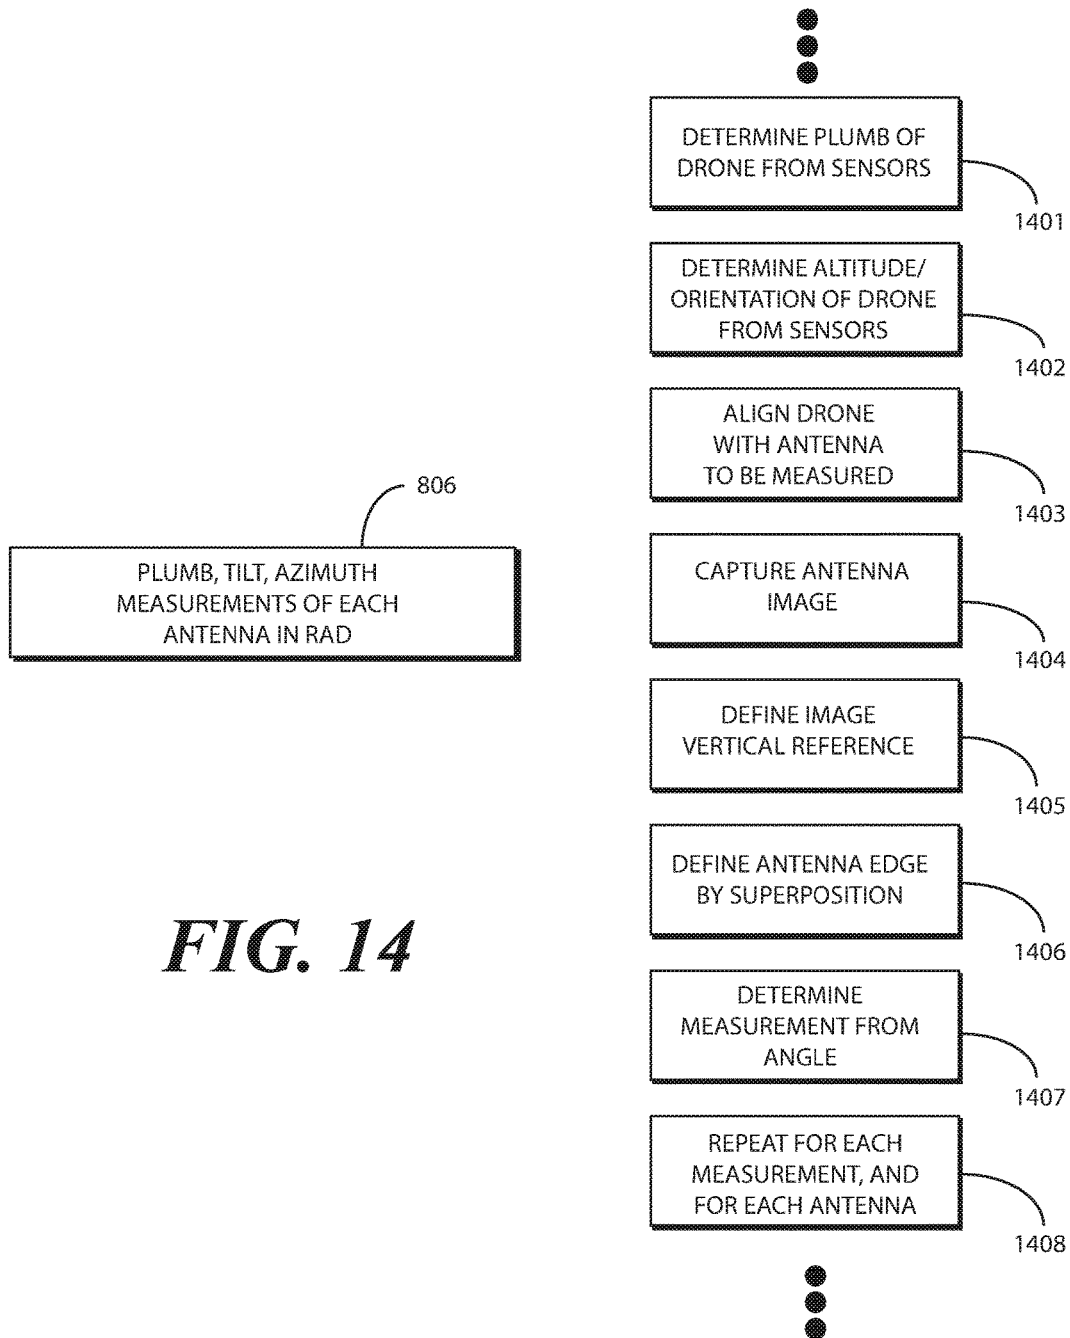 DETERMINE PLUMB OF
DRONE FROM SENSORS
1401
DETERMINE ALTITUDE/
ORIENTATION OF DRONE
FROM SENSORS
1402
ALIGN DRONE
WITH ANTENNA
TO BE MEASURED
1403
806
PLUMB, TILT, AZIMUTH
MEASUREMENTS OF EACH
ANTENNA IN RAD
CAPTURE ANTENNA
IMAGE
1404
DEFINE IMAGE
VERTICAL REFERENCE
1405
DEFINE ANTENNA EDGE
BY SUPERPOSITION
1406
FIG. 14
DETERMINE
MEASUREMENT FROM
ANGLE
1407
REPEAT FOR EACH
MEASUREMENT, AND
FOR EACH ANTENNA
1408